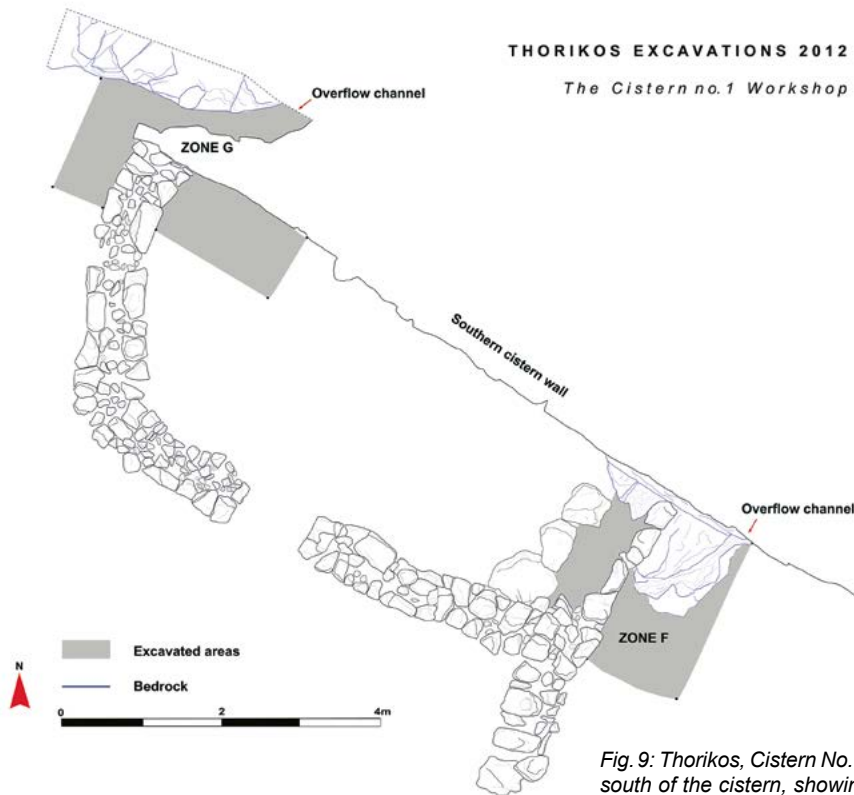 THORIKOS EXCAVATIONS 2012
The Cistern no.1 Workshop
Overflow channel
ZONE G
Southern cistern wall
Overflow channel
ZONE F
Excavated areas
Bedrock
N
0 2 4m
Fig. 9: Thorikos, Cistern No.
south of the cistern, showin